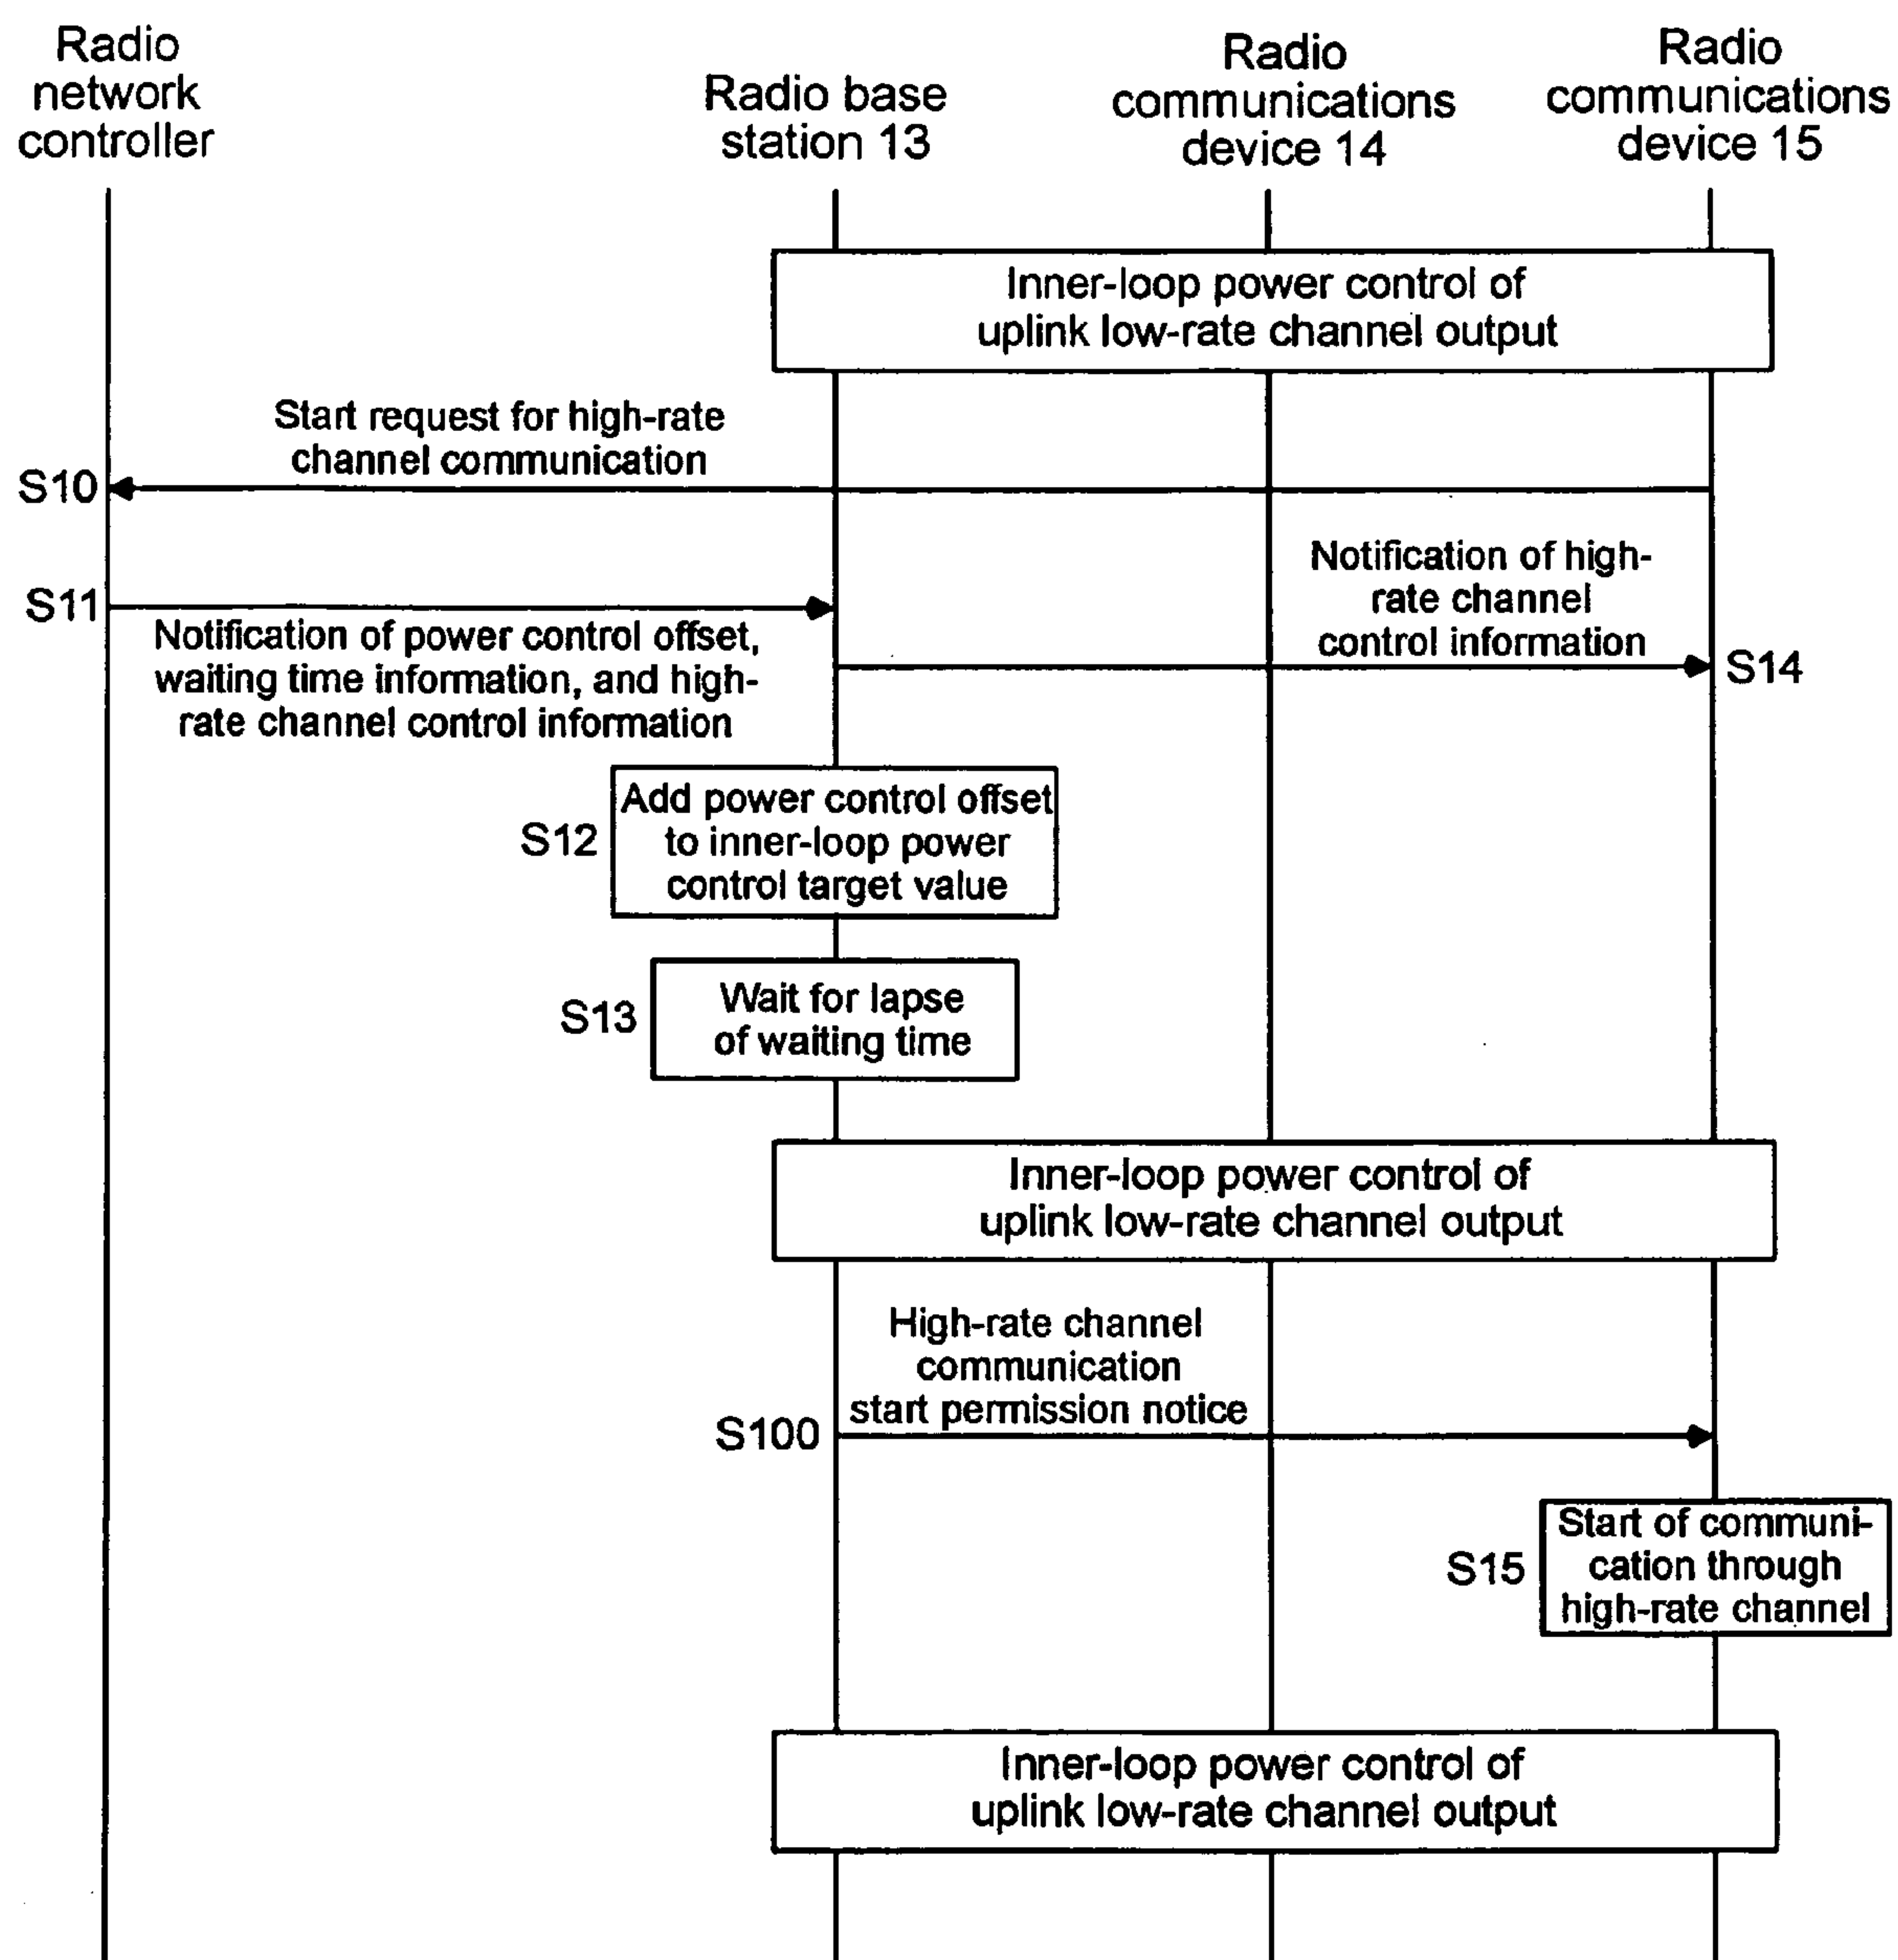 Radio
network
controller
Radio base
station 13
Radio
communications
device 14
Radio
communications
device 15
Inner-loop power control of
uplink low-rate channel output
Start request for high-rate
channel communication
S10
Notification of high-
rate channel
control information
S11
Notification of power control offset,
waiting time information, and high-
rate channel control information
S14
Add power control offset
to inner-loop power
control target value
S12
Wait for lapse
of waiting time
S13
Inner-loop power control of
uplink low-rate channel output
High-rate channel
communication
start permission notice
S100
Start of communi-
cation through
high-rate channel
S15
Inner-loop power control of
uplink low-rate channel output